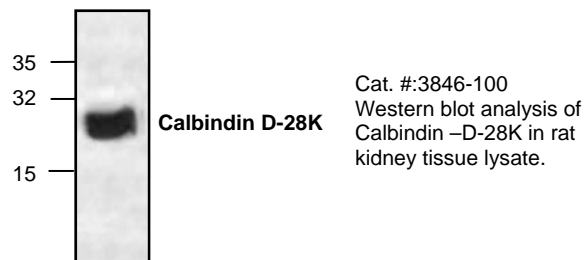 35
32
15
Calbindin D-28K
Cat. #:3846-100
Western blot analysis of
Calbindin –D-28K in rat
kidney tissue lysate.